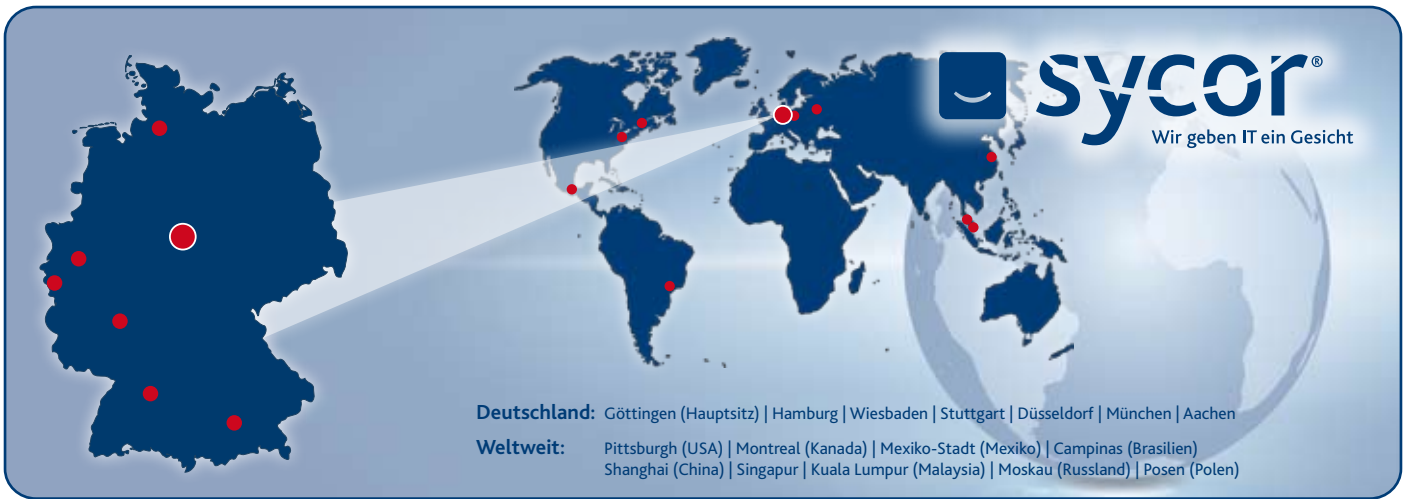 sycor®
Wir geben IT ein Gesicht
Deutschland: Göttingen (Hauptsitz) | Hamburg | Wiesbaden | Stuttgart | Düsseldorf | München | Aachen
Weltweit: Pittsburgh (USA) | Montreal (Kanada) | Mexiko-Stadt (Mexiko) | Campinas (Brasilien)
Shanghai (China) | Singapur | Kuala Lumpur (Malaysia) | Moskau (Russland) | Posen (Polen)